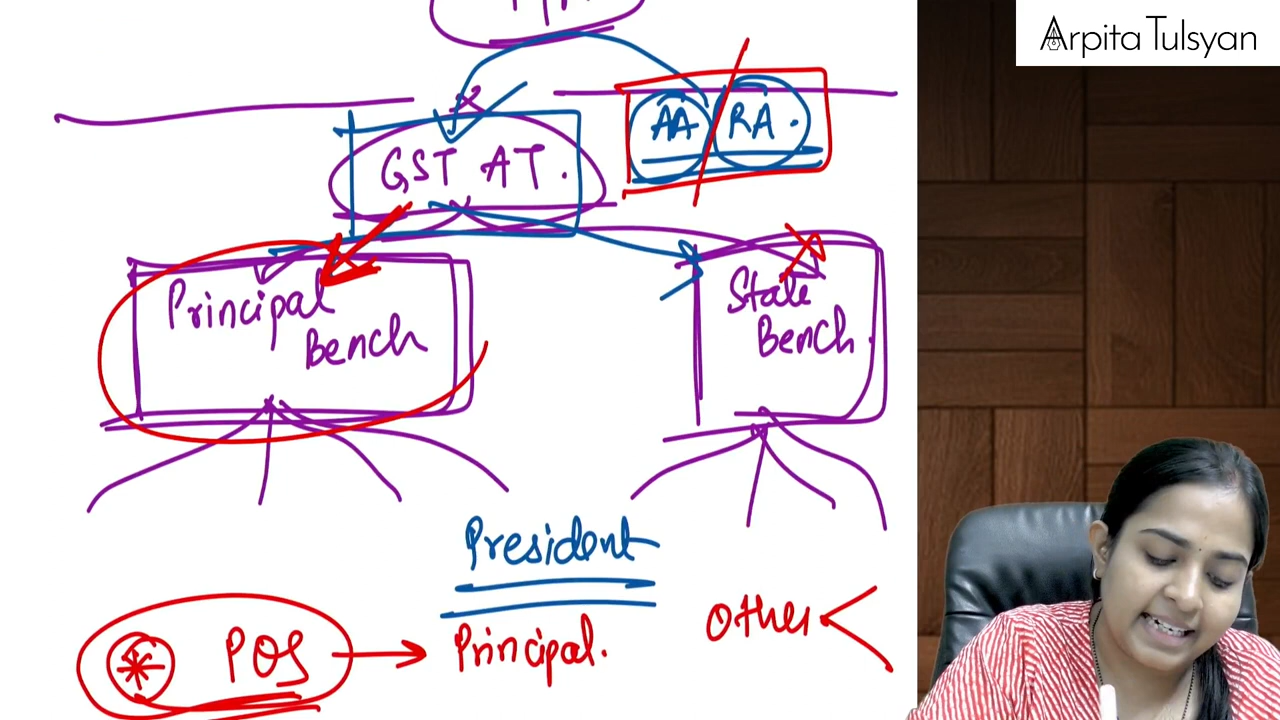 Arpita Tulsyan
AA RA.
GST AT.
Principal
Bench
State
Bench.
President
POS Principal.
Other